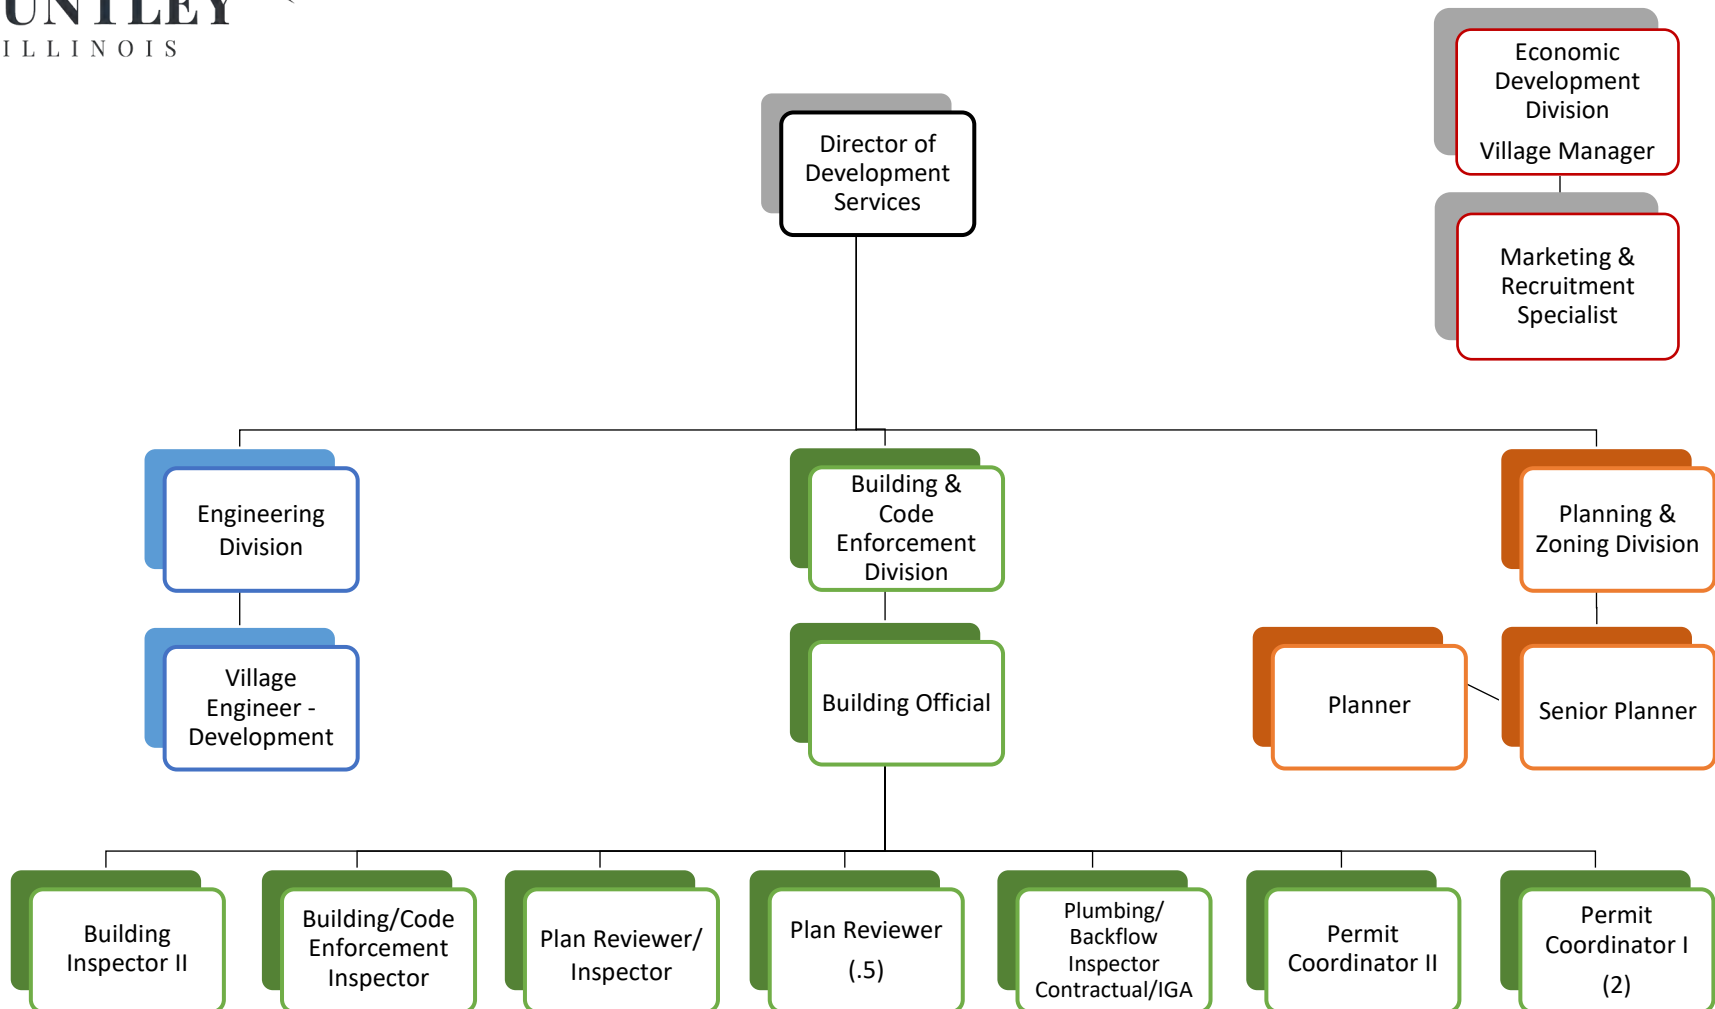 UNTLEY
ILLINOIS
Economic
Development
Division
Village Manager
Director of
Development
Services
Marketing &
Recruitment
Specialist
Engineering
Division
Building &
Code
Enforcement
Division
Planning &
Zoning Division
Village
Engineer -
Development
Building Official
Planner
Senior Planner
Building
Inspector II
Building/Code
Enforcement
Inspector
Plan Reviewer/
Inspector
Plan Reviewer
(.5)
Plumbing/
Backflow
Inspector
Contractual/IGA
Permit
Coordinator II
Permit
Coordinator I
(2)